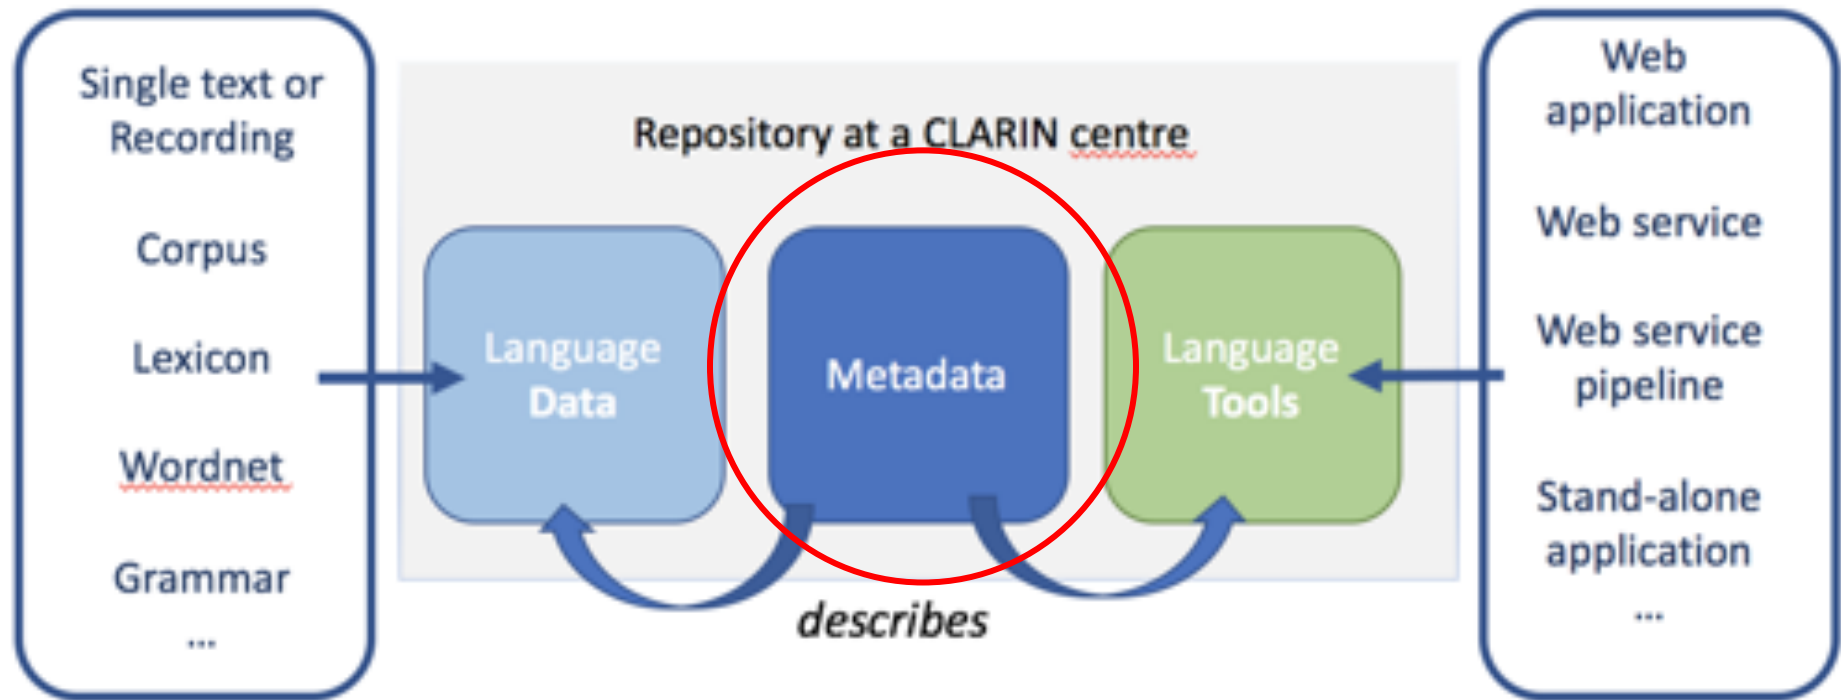 Single text or
Recording
Corpus
Lexicon
Wordnet
Grammar
...
Repository at a CLARIN centre
Language
Data
Metadata
Language
Tools
describes
Web
application
Web service
Web service
pipeline
Stand-alone
application
...